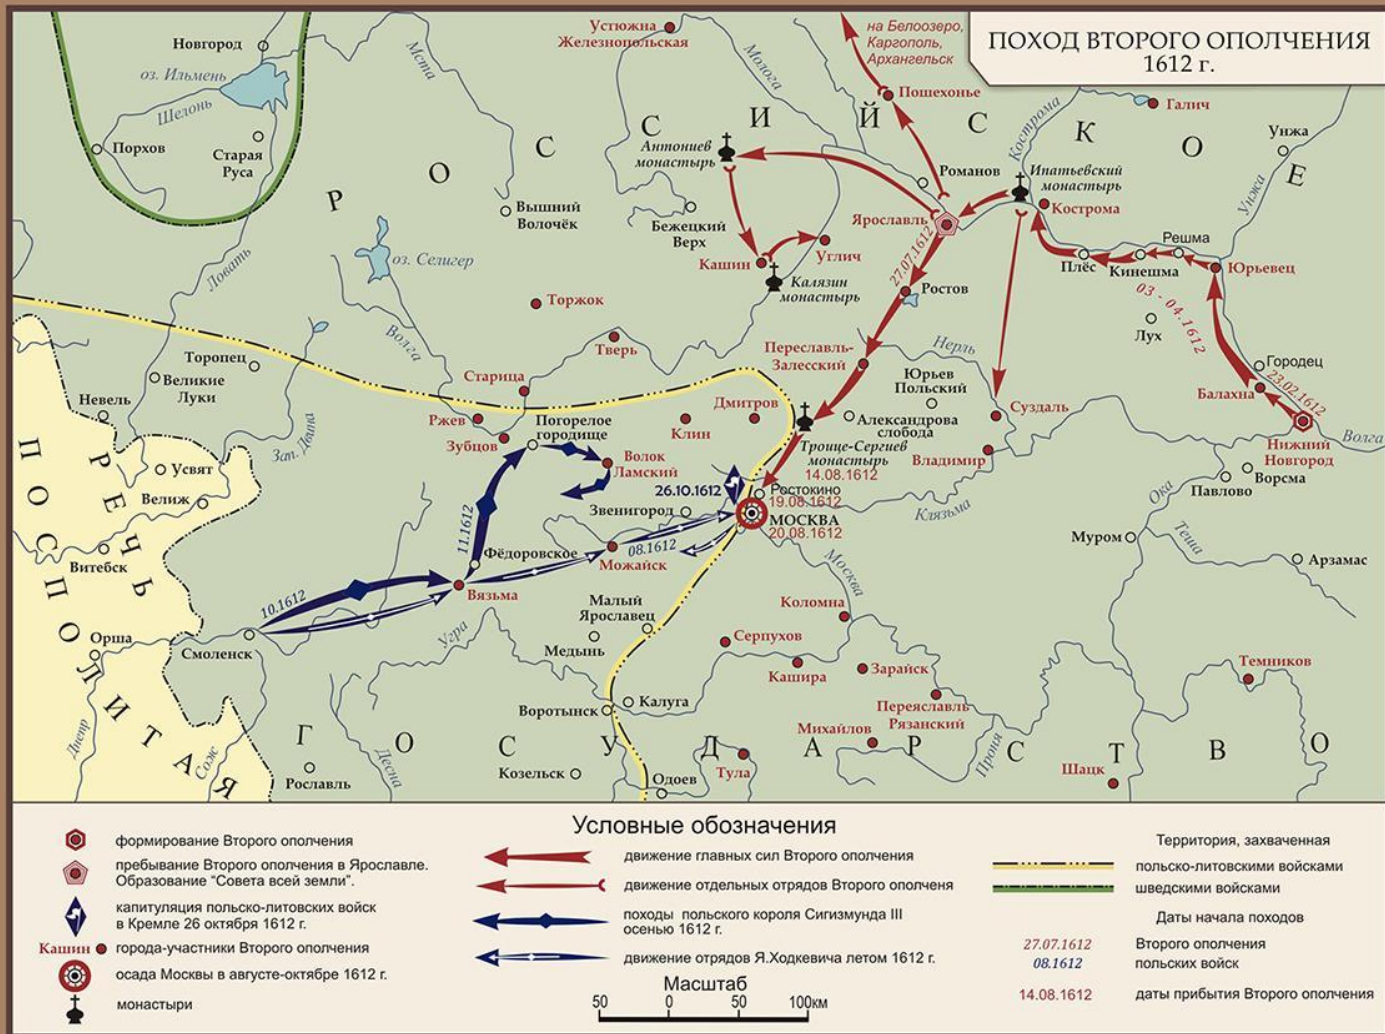 ПОХОД ВТОРОГО ОПОЛЧЕНИЯ
1612 г.
на Белоозеро,
Каргополь,
Архангельск
Устюжна
Железнопольская
Новгород
оз. Ильмень
Шелонь
Мста
Молога
Пошехонье
Кострома
Галич
Унжа
Порхов
Старая
Руса
РОССИЙСКОЕ
Антониев
монастырь
Романов
Ипатьевский
монастырь
Унжа
Вышний
Волочёк
Бежецкий
Верх
Ярославль
Кострома
Решма
Ловать
оз. Селигер
Кашин
Углич
27.07.1612
Плёс
Кинешма
Юрьевец
Калязин
монастырь
Ростов
03 - 04.1612
Торжок
Лух
Волга
Тверь
Переславль-
Залесский
Нерль
Городец
Торопец
Великие
Луки
Старица
Юрьев
Польский
Балахна
23.02.1612
Невель
Ржев
Зубцов
Погорелое
городище
Клин
Дмитров
Александрова
слобода
Суздаль
Нижний
Новгород
Волга
Зап. Двина
Троице-Сергиев
монастырь
14.08.1612
Владимир
РЕЧЬ
ПОСПОЛИТАЯ
Усвят
Волок
Ламский
Велиж
26.10.1612
Ростокино
19.08.1612
Звенигород
МОСКВА
20.08.1612
Клязьма
Ока
Павлово
Ворсма
11.1612
Фёдоровское
08.1612
Можайск
Москва
Муром
Теша
Арзамас
Витебск
10.1612
Вязьма
Малый
Ярославец
Коломна
Орша
Смоленск
Угра
Медынь
Серпухов
Кашира
Зарайск
Темников
Воротынск
Калуга
Переяславль
Рязанский
Михайлов
Днепр
Сож
Десна
ГОСУДАРСТВО
Рославль
Козельск
Одоев
Тула
Проня
Шацк
Условные обозначения
формирование Второго ополчения
пребывание Второго ополчения в Ярославле.
Образование “Совета всей земли”.
капитуляция польско-литовских войск
в Кремле 26 октября 1612 г.
Кашин города-участники Второго ополчения
осада Москвы в августе-октябре 1612 г.
монастыри
движение главных сил Второго ополчения
движение отдельных отрядов Второго ополченя
походы польского короля Сигизмунда III
осенью 1612 г.
движение отрядов Я.Ходкевича летом 1612 г.
Масштаб
50 0 50 100км
Территория, захваченная
польско-литовскими войсками
шведскими войсками
Даты начала походов
27.07.1612 Второго ополчения
08.1612 польских войск
14.08.1612 даты прибытия Второго ополчения